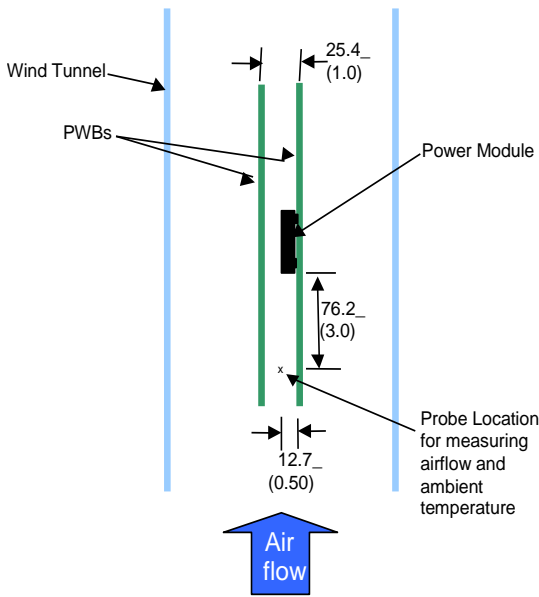 25.4_
(1.0)
Wind Tunnel
PWBs
Power Module
76.2_
(3.0)
x
Probe Location
for measuring
airflow and
ambient
temperature
12.7_
(0.50)
Air
flow